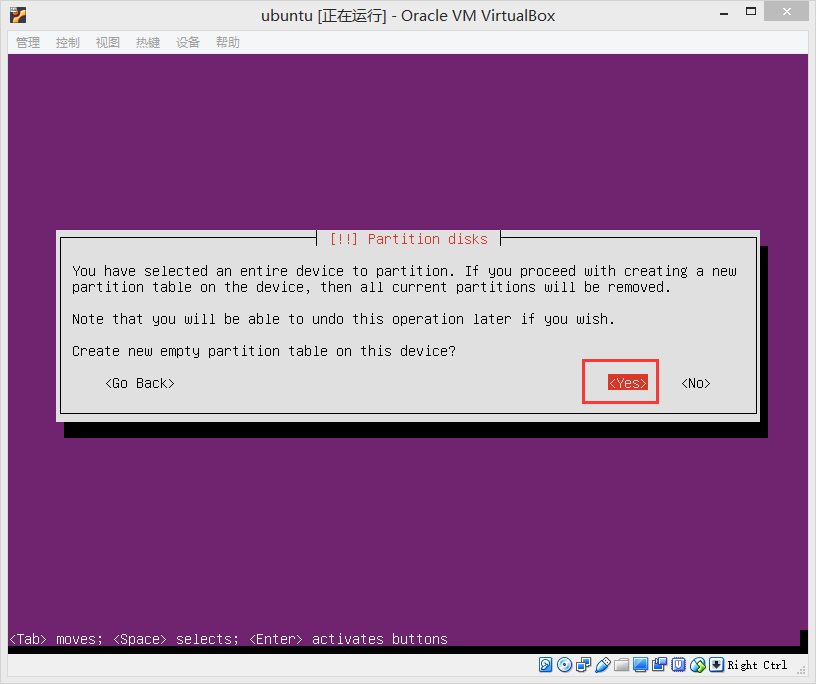 ubuntu [正在运行] - Oracle VM VirtualBox
管理 控制 视图 热键 设备 帮助
[!!] Partition disks
You have selected an entire device to partition. If you proceed with creating a new
partition table on the device, then all current partitions will be removed.
Note that you will be able to undo this operation later if you wish.
Create new empty partition table on this device?
<Go Back> <Yes> <No>
<Tab> moves; <Space> selects; <Enter> activates buttons
Right Ctrl